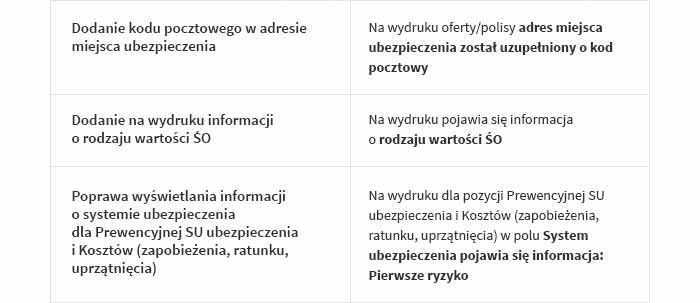 Dodanie kodu pocztowego w adresie
miejsca ubezpieczenia
Na wydruku oferty/polisy adres miejsca
ubezpieczenia został uzupełniony o kod
pocztowy
Dodanie na wydruku informacji
o rodzaju wartości ŚO
Na wydruku pojawia się informacja
o rodzaju wartości ŚO
Poprawa wyświetlania informacji
o systemie ubezpieczenia
dla Prewencyjnej SU ubezpieczenia
i Kosztów (zapobieżenia, ratunku,
uprzątnięcia)
Na wydruku dla pozycji Prewencyjnej SU
ubezpieczenia i Kosztów (zapobieżenia,
ratunku, uprzątnięcia) w polu System
ubezpieczenia pojawia się informacja:
Pierwsze ryzyko